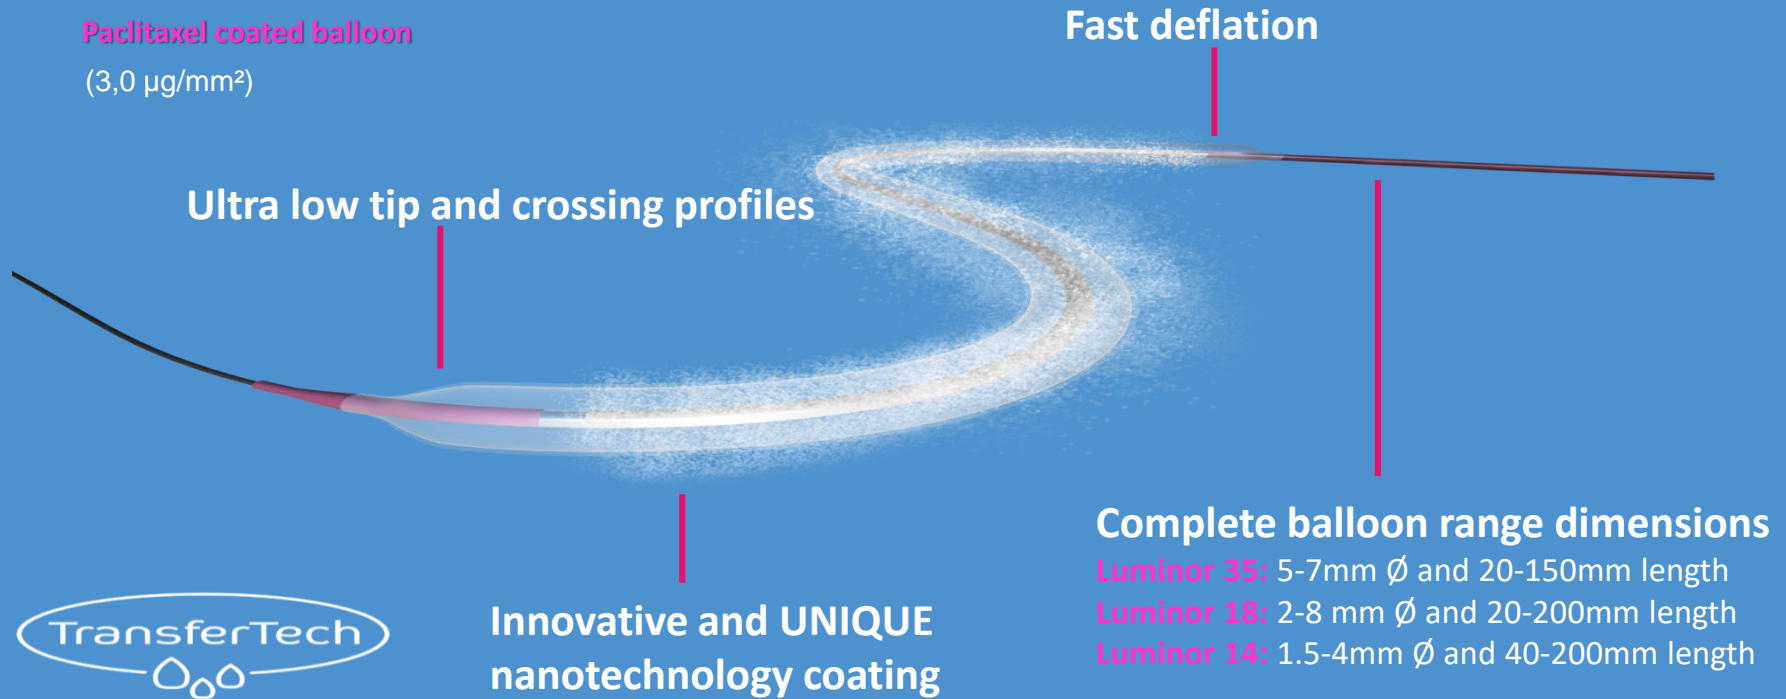 Paclitaxel coated balloon
(3,0 µg/mm²)
Fast deflation
Ultra low tip and crossing profiles
Complete balloon range dimensions
Luminor 35: 5-7mm Ø and 20-150mm length
Luminor 18: 2-8 mm Ø and 20-200mm length
Luminor 14: 1.5-4mm Ø and 40-200mm length
Innovative and UNIQUE
nanotechnology coating
TransferTech